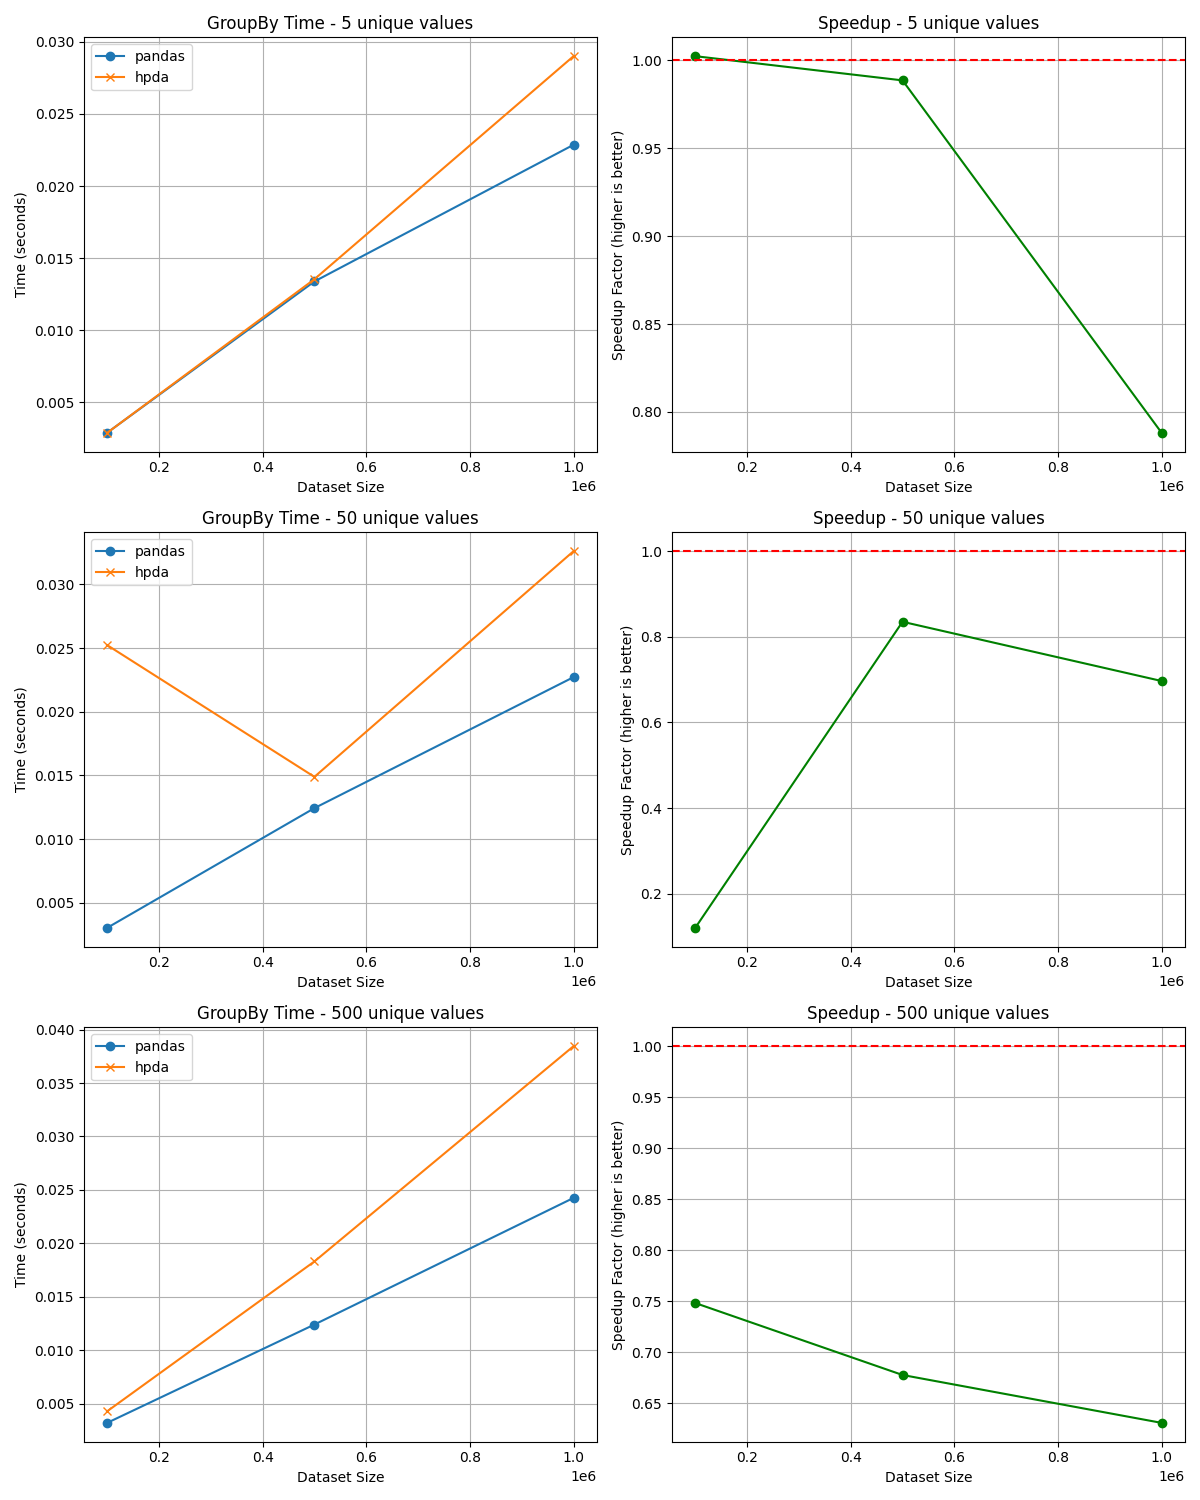 GroupBy Time - 5 unique values
0.030
0.025
0.020
0.015
0.010
0.005
Time (seconds)
pandas
hpda
0.2 0.4 0.6 0.8 1.0
1e6
Dataset Size
Speedup - 5 unique values
1.00
0.95
0.90
0.85
0.80
Speedup Factor (higher is better)
0.2 0.4 0.6 0.8 1.0
1e6
Dataset Size
GroupBy Time - 50 unique values
0.030
0.025
0.020
0.015
0.010
0.005
Time (seconds)
pandas
hpda
0.2 0.4 0.6 0.8 1.0
1e6
Dataset Size
Speedup - 50 unique values
1.0
0.8
0.6
0.4
0.2
Speedup Factor (higher is better)
0.2 0.4 0.6 0.8 1.0
1e6
Dataset Size
GroupBy Time - 500 unique values
0.040
0.035
0.030
0.025
0.020
0.015
0.010
0.005
Time (seconds)
pandas
hpda
0.2 0.4 0.6 0.8 1.0
1e6
Dataset Size
Speedup - 500 unique values
1.00
0.95
0.90
0.85
0.80
0.75
0.70
0.65
Speedup Factor (higher is better)
0.2 0.4 0.6 0.8 1.0
1e6
Dataset Size